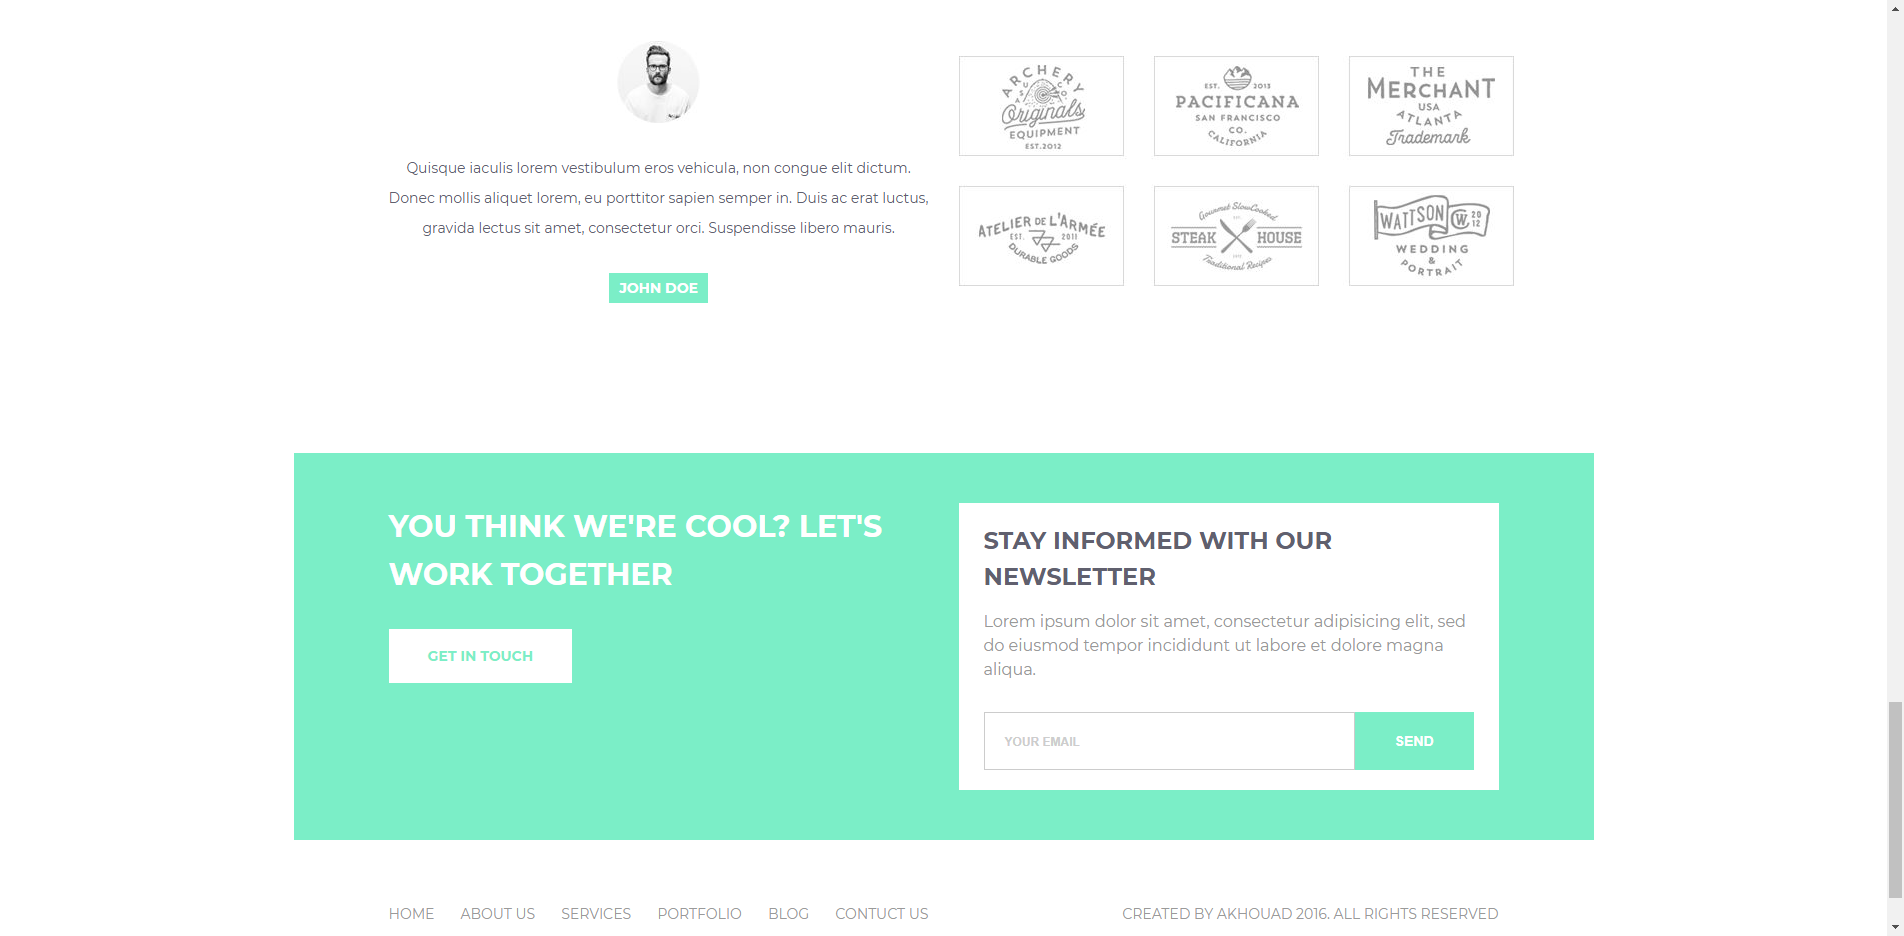 Quisque iaculis lorem vestibulum eros vehicula, non congue elit dictum.
Donec mollis aliquet lorem, eu porttitor sapien semper in. Duis ac erat luctus,
gravida lectus sit amet, consectetur orci. Suspendisse libero mauris.
JOHN DOE
ARCHERY
USA CO.
Originals
EQUIPMENT
EST.2012
EST. 2013
PACIFICANA
SAN FRANCISCO
CO.
CALIFORNIA
THE
MERCHANT
USA
ATLANTA
Trademark
ATELIER DE L'ARMÉE
EST. 2011
DURABLE GOODS
Gourmet SlowCooked
STEAK HOUSE
Traditional Recipes
WATTSON CW 2012
WEDDING
&
PORTRAIT
YOU THINK WE'RE COOL? LET'S
WORK TOGETHER
GET IN TOUCH
STAY INFORMED WITH OUR
NEWSLETTER
Lorem ipsum dolor sit amet, consectetur adipisicing elit, sed
do eiusmod tempor incididunt ut labore et dolore magna
aliqua.
YOUR EMAIL
SEND
HOME ABOUT US SERVICES PORTFOLIO BLOG CONTUCT US
CREATED BY AKHOUAD 2016. ALL RIGHTS RESERVED